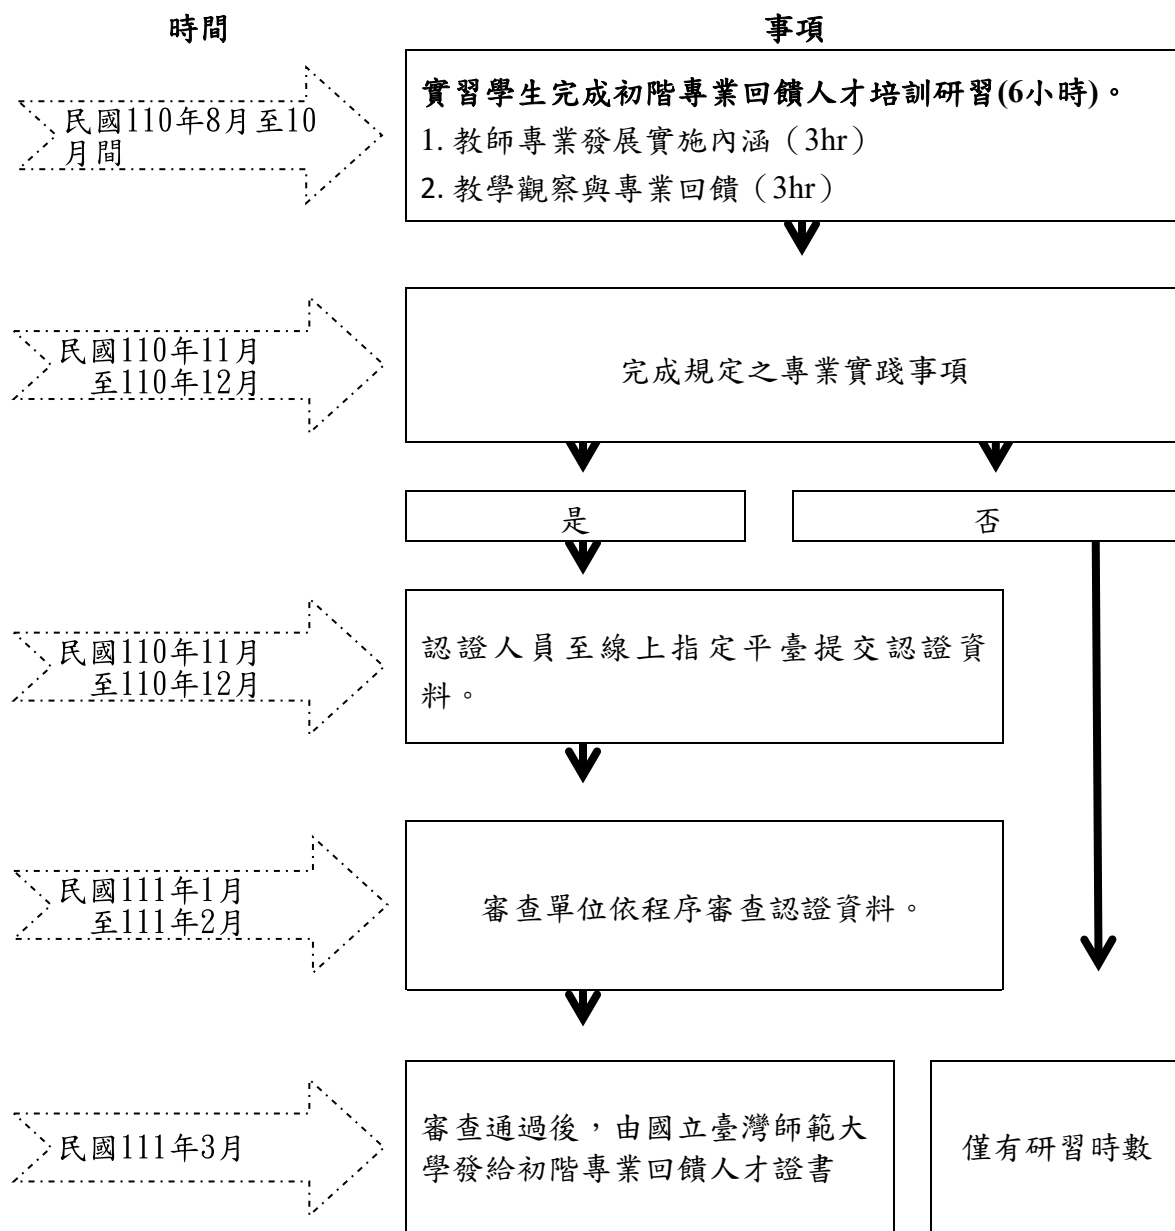 時間
事項
民國110年8月至10
月間
實習學生完成初階專業回饋人才培訓研習(6小時)。
1. 教師專業發展實施內涵（3hr）
2. 教學觀察與專業回饋（3hr）
民國110年11月
至110年12月
完成規定之專業實踐事項
是
否
民國110年11月
至110年12月
認證人員至線上指定平臺提交認證資
料。
民國111年1月
至111年2月
審查單位依程序審查認證資料。
民國111年3月
審查通過後，由國立臺灣師範大
學發給初階專業回饋人才證書
僅有研習時數